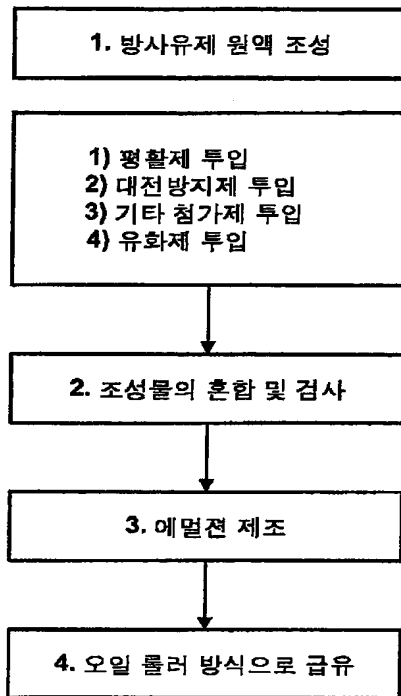 1. 방사유제 원액 조성
1) 평활제 투입
2) 대전방지제 투입
3) 기타 첨가제 투입
4) 유화제 투입
2. 조성물의 혼합 및 검사
3. 에멀젼 제조
4. 오일 롤러 방식으로 급유